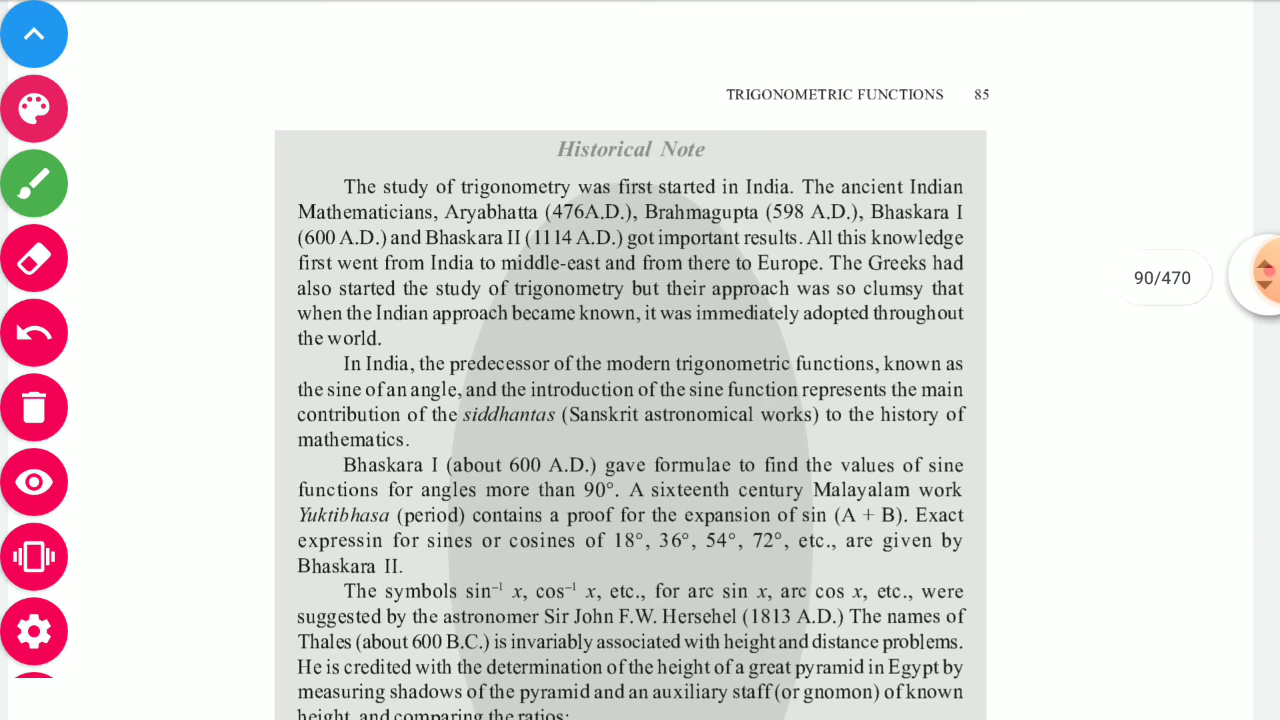 TRIGONOMETRIC FUNCTIONS 85
Historical Note
The study of trigonometry was first started in India. The ancient Indian
Mathematicians, Aryabhatta (476A.D.), Brahmagupta (598 A.D.), Bhaskara I
(600 A.D.) and Bhaskara II (1114 A.D.) got important results. All this knowledge
first went from India to middle-east and from there to Europe. The Greeks had
also started the study of trigonometry but their approach was so clumsy that
when the Indian approach became known, it was immediately adopted throughout
the world.
In India, the predecessor of the modern trigonometric functions, known as
the sine of an angle, and the introduction of the sine function represents the main
contribution of the siddhantas (Sanskrit astronomical works) to the history of
mathematics.
Bhaskara I (about 600 A.D.) gave formulae to find the values of sine
functions for angles more than 90°. A sixteenth century Malayalam work
Yuktibhasa (period) contains a proof for the expansion of sin (A + B). Exact
expressin for sines or cosines of 18°, 36°, 54°, 72°, etc., are given by
Bhaskara II.
The symbols sin⁻¹ x, cos⁻¹ x, etc., for arc sin x, arc cos x, etc., were
suggested by the astronomer Sir John F.W. Hersehel (1813 A.D.) The names of
Thales (about 600 B.C.) is invariably associated with height and distance problems.
He is credited with the determination of the height of a great pyramid in Egypt by
measuring shadows of the pyramid and an auxiliary staff (or gnomon) of known
height, and comparing the ratios:
90/470